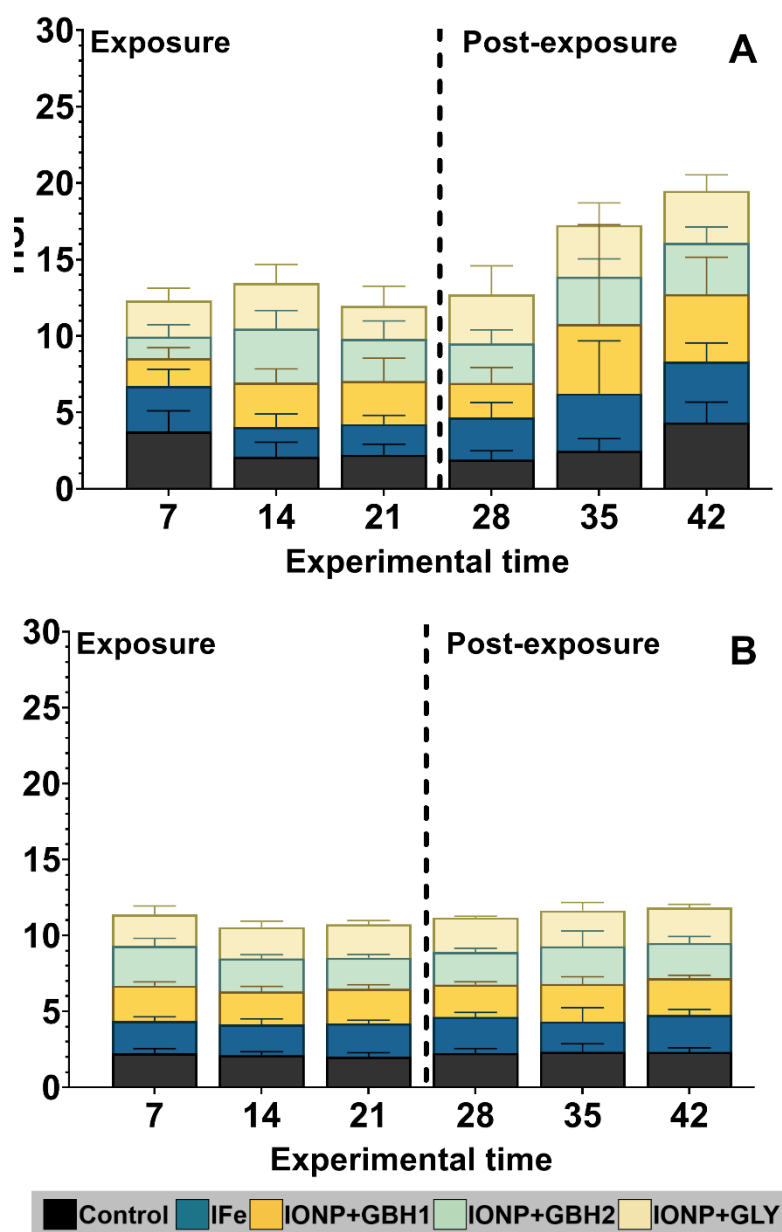 30
Exposure
Post-exposure
A
25
20
15
10
5
0
7 14 21 28 35 42
Experimental time
30
Exposure
Post-exposure
B
25
20
15
10
5
0
7 14 21 28 35 42
Experimental time
Control IFe IONP+GBH1 IONP+GBH2 IONP+GLY